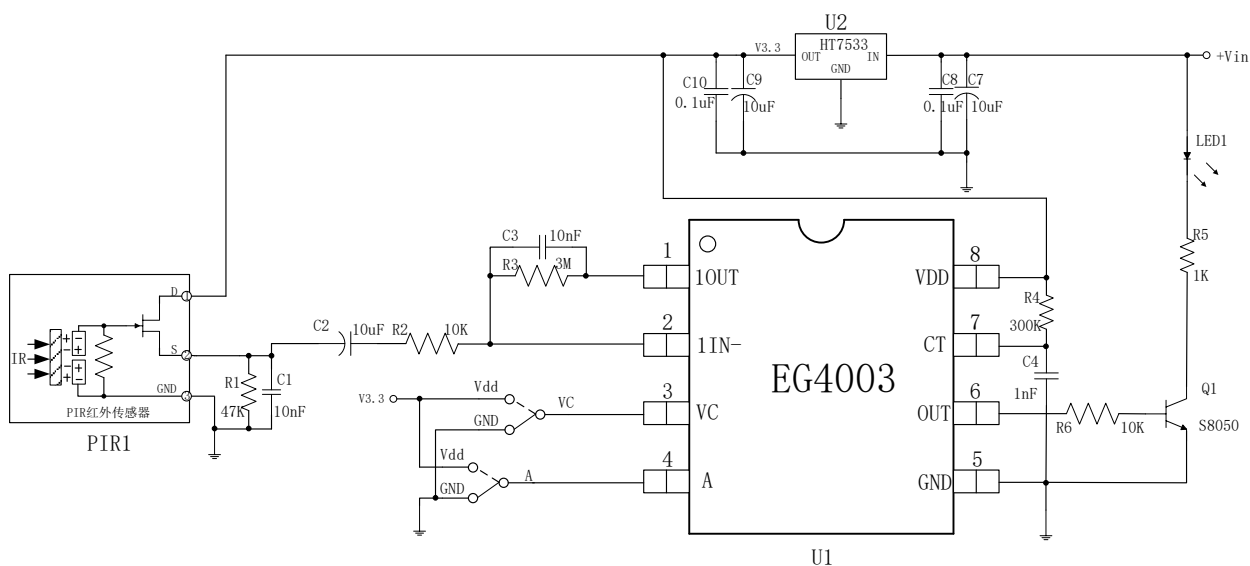 U2
HT7533
V3.3
OUT
IN
GND
+Vin
C10
0.1uF
C9
10uF
C8
0.1uF
C7
10uF
LED1
R5
1K
C3
10nF
R3
3M
1
1OUT
2
1IN-
3
VC
4
A
8
VDD
7
CT
6
OUT
5
GND
EG4003
U1
R4
300K
C4
1nF
R6
10K
Q1
S8050
D
1
S
2
GND
3
IR
PIR红外传感器
PIR1
R1
47K
C1
10nF
C2
10uF
R2
10K
V3.3
Vdd
GND
VC
Vdd
GND
A